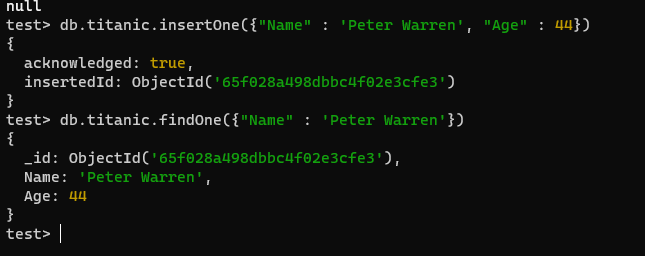 null
test> db.titanic.insertOne({"Name" : 'Peter Warren', "Age" : 44})
{
  acknowledged: true,
  insertedId: ObjectId('65f028a498dbbc4f02e3cfe3')
}
test> db.titanic.findOne({"Name" : 'Peter Warren'})
{
  _id: ObjectId('65f028a498dbbc4f02e3cfe3'),
  Name: 'Peter Warren',
  Age: 44
}
test>